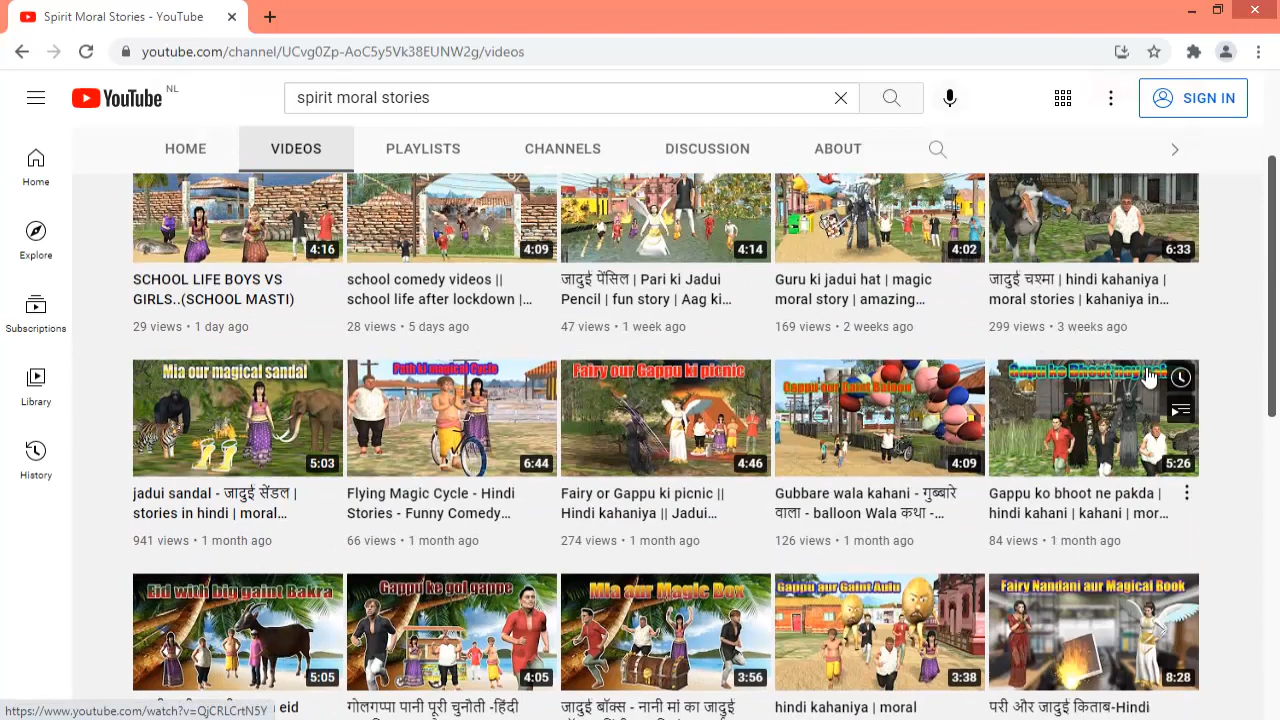 Spirit Moral Stories - YouTube
youtube.com/channel/UCvg0Zp-AoC5y5Vk38EUNW2g/videos
YouTube NL
spirit moral stories
SIGN IN
HOME VIDEOS PLAYLISTS CHANNELS DISCUSSION ABOUT
Home
Explore
Subscriptions
Library
History
4:16
SCHOOL LIFE BOYS VS
GIRLS..(SCHOOL MASTI)
29 views • 1 day ago
4:09
school comedy videos ||
school life after lockdown |...
28 views • 5 days ago
4:14
जादुई पेंसिल | Pari ki Jadui
Pencil | fun story | Aag ki...
47 views • 1 week ago
4:02
Guru ki jadui hat | magic
moral story | amazing...
169 views • 2 weeks ago
6:33
जादुई चश्मा | hindi kahaniya |
moral stories | kahaniya in...
299 views • 3 weeks ago
Mia our magical sandal
5:03
jadui sandal - जादुई सेंडल |
stories in hindi | moral...
941 views • 1 month ago
6:44
Flying Magic Cycle - Hindi
Stories - Funny Comedy...
66 views • 1 month ago
Fairy our Gappu ki picnic
4:46
Fairy or Gappu ki picnic ||
Hindi kahaniya || Jadui...
274 views • 1 month ago
Gappu our Gaint Baloon
4:09
Gubbare wala kahani - गुब्बारे
वाला - balloon Wala कथा -...
126 views • 1 month ago
5:26
Gappu ko bhoot ne pakda |
hindi kahani | kahani | mor...
84 views • 1 month ago
Eid with big gaint Bakra
5:05
eid
Gappu ke gol gappe
4:05
गोलगप्पा पानी पूरी चुनौती -हिंदी
Mia aur Magic Box
3:56
जादुई बॉक्स - नानी मां का जादुई
Gappu aur Gaint Aulu
3:38
hindi kahaniya | moral
Fairy Nandani aur Magical Book
8:28
परी और जादुई किताब-Hindi
https://www.youtube.com/watch?v=QjCRLCrtN5Y